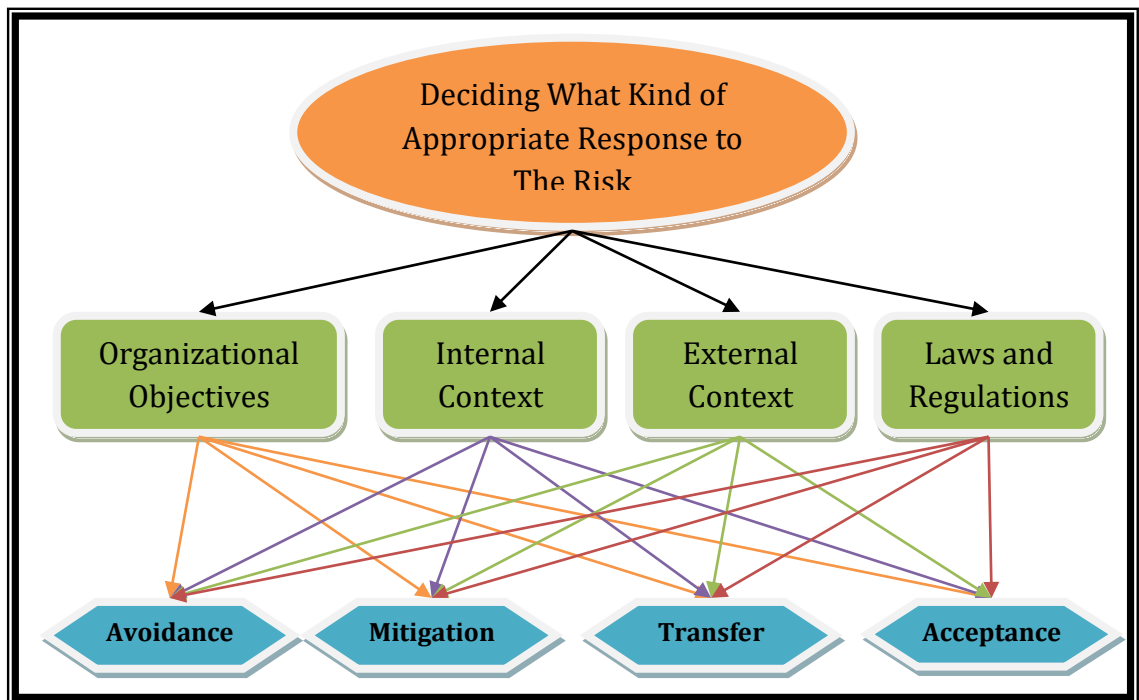 Deciding What Kind of
Appropriate Response to
The Risk
Organizational
Objectives
Internal
Context
External
Context
Laws and
Regulations
Avoidance
Mitigation
Transfer
Acceptance